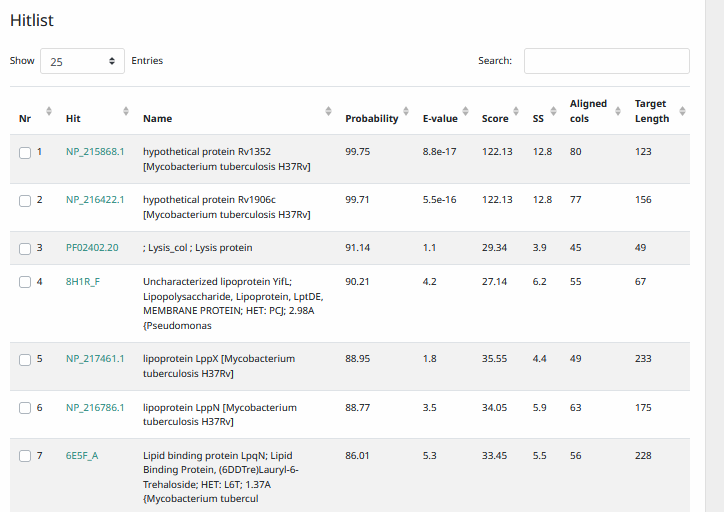 Hitlist
Show 25 Entries Search:
Nr Hit Name Probability E-value Score SS Aligned cols Target Length
1 NP_215868.1 hypothetical protein Rv1352 99.75 8.8e-17 122.13 12.8 80 123
[Mycobacterium tuberculosis H37Rv]
2 NP_216422.1 hypothetical protein Rv1906c 99.71 5.5e-16 122.13 12.8 77 156
[Mycobacterium tuberculosis H37Rv]
3 PF02402.20 ; Lysis_col ; Lysis protein 91.14 1.1 29.34 3.9 45 49
4 8H1R_F Uncharacterized lipoprotein YifL; 90.21 4.2 27.14 6.2 55 67
Lipopolysaccharide, Lipoprotein, LptDE,
MEMBRANE PROTEIN; HET: PCJ; 2.98A
{Pseudomonas
5 NP_217461.1 lipoprotein LppX [Mycobacterium 88.95 1.8 35.55 4.4 49 233
tuberculosis H37Rv]
6 NP_216786.1 lipoprotein LppN [Mycobacterium 88.77 3.5 34.05 5.9 63 175
tuberculosis H37Rv]
7 6E5F_A Lipid binding protein LpqN; Lipid 86.01 5.3 33.45 5.5 56 228
Binding Protein, (6DDTre)Lauryl-6-
Trehaloside; HET: L6T; 1.37A
{Mycobacterium tubercul